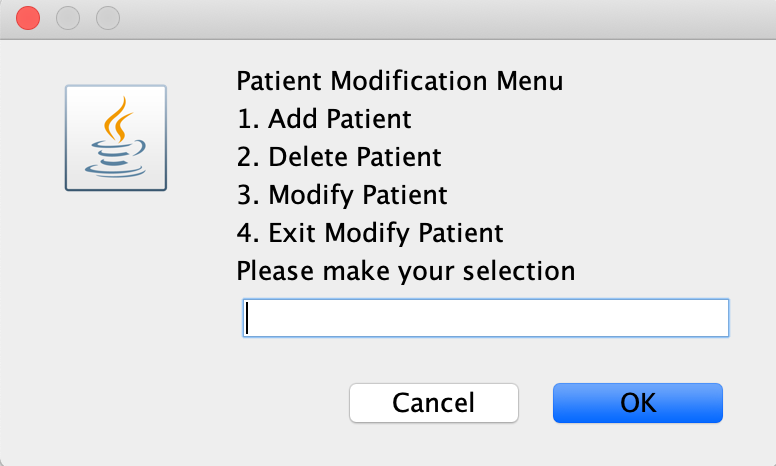 Patient Modification Menu
1. Add Patient
2. Delete Patient
3. Modify Patient
4. Exit Modify Patient
Please make your selection
Cancel OK